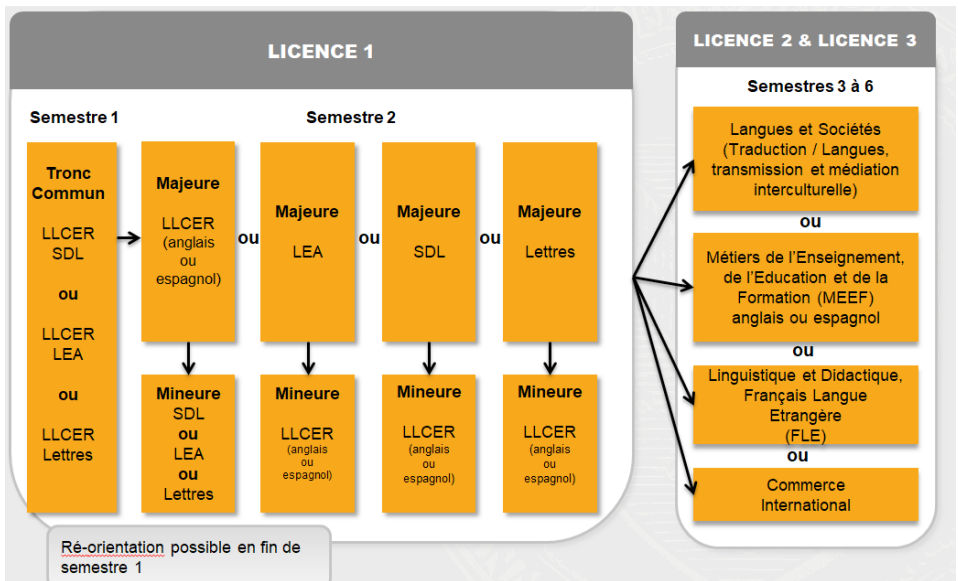 LICENCE 1
Semestre 1
Semestre 2
Tronc
Commun
LLCER
SDL
ou
LLCER
LEA
ou
LLCER
Lettres
Majeure
LLCER
(anglais
ou
espagnol)
ou
Majeure
LEA
ou
Majeure
SDL
ou
Majeure
Lettres
Mineure
SDL
ou
LEA
ou
Lettres
Mineure
LLCER
(anglais
ou
espagnol)
Mineure
LLCER
(anglais
ou
espagnol)
Mineure
LLCER
(anglais
ou
espagnol)
Ré-orientation possible en fin de
semestre 1
LICENCE 2 & LICENCE 3
Semestres 3 à 6
Langues et Sociétés
(Traduction / Langues,
transmission et médiation
interculturelle)
ou
Métiers de l'Enseignement,
de l'Education et de la
Formation (MEEF)
anglais ou espagnol
ou
Linguistique et Didactique,
Français Langue
Etrangère
(FLE)
ou
Commerce
International